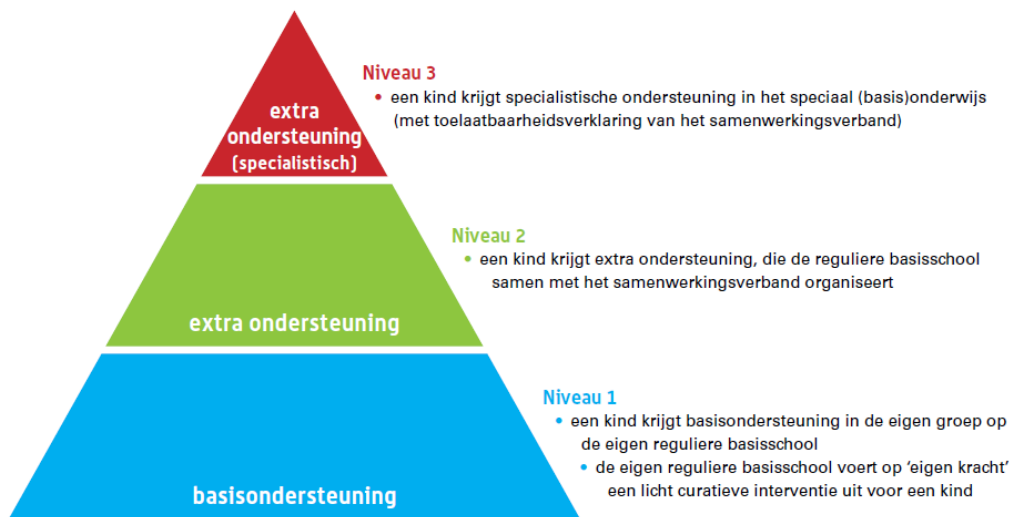 Niveau 3
• een kind krijgt specialistische ondersteuning in het speciaal (basis)onderwijs
(met toelaatbaarheidsverklaring van het samenwerkingsverband)
extra
ondersteuning
(specialistisch)
Niveau 2
• een kind krijgt extra ondersteuning, die de reguliere basisschool
samen met het samenwerkingsverband organiseert
extra ondersteuning
Niveau 1
• een kind krijgt basisondersteuning in de eigen groep op
de eigen reguliere basisschool
• de eigen reguliere basisschool voert op ‘eigen kracht’
een licht curatieve interventie uit voor een kind
basisondersteuning